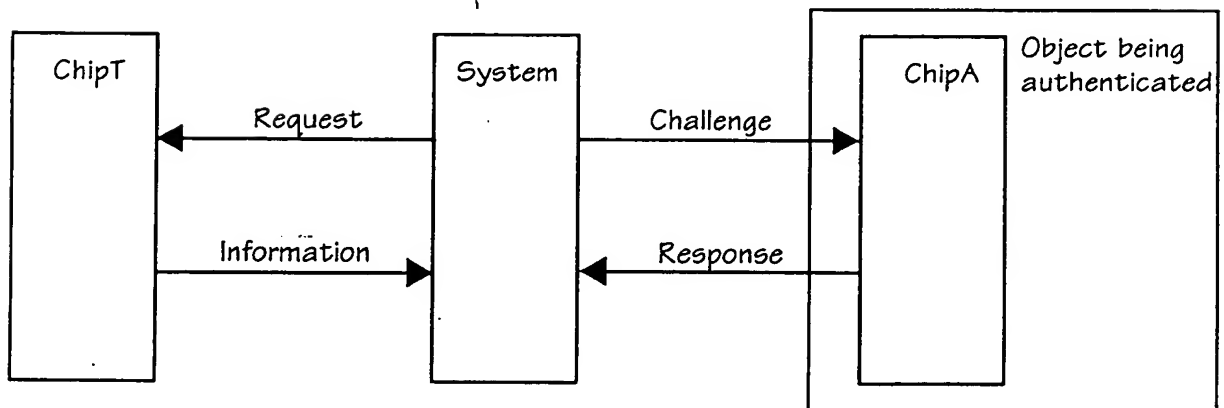 ChipT
System
ChipA
Object being
authenticated
Request
Challenge
Information
Response